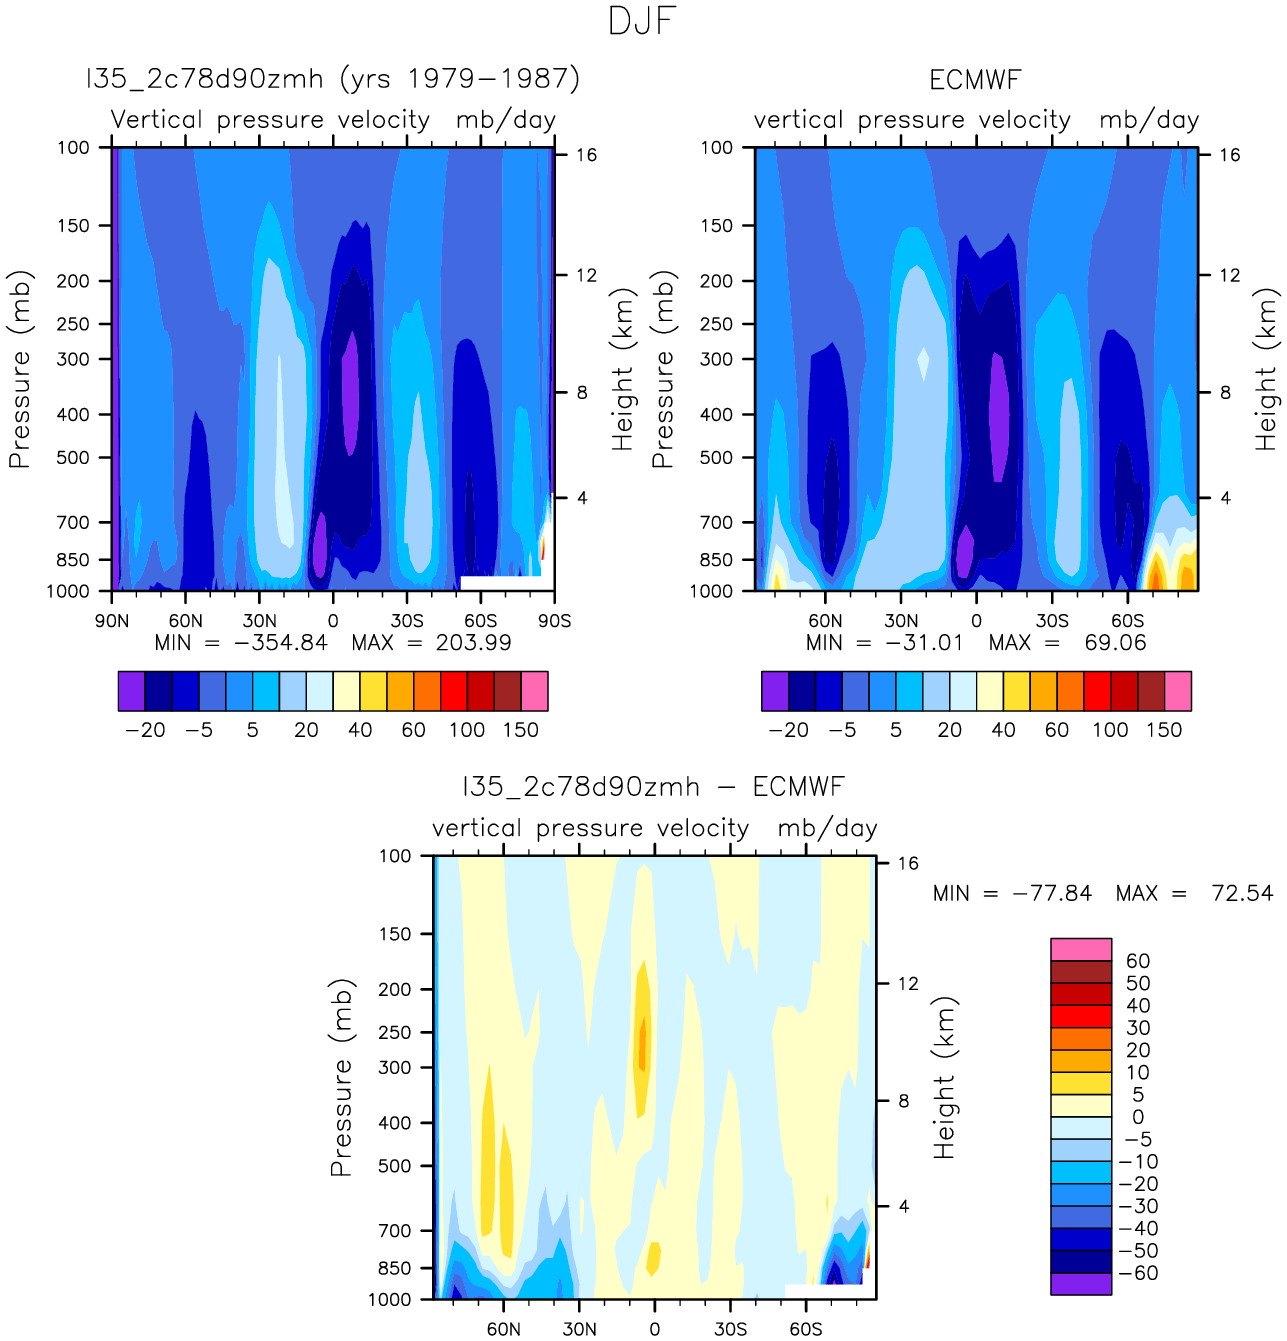 DJF
I35_2c78d90zmh (yrs 1979-1987)
Vertical pressure velocity mb/day
100
150
200
250
300
400
500
700
850
1000
Pressure (mb)
16
12
8
4
Height (km)
90N 60N 30N 0 30S 60S 90S
MIN = -354.84 MAX = 203.99
-20 -5 5 20 40 60 100 150
ECMWF
vertical pressure velocity mb/day
100
150
200
250
300
400
500
700
850
1000
Pressure (mb)
16
12
8
4
Height (km)
60N 30N 0 30S 60S
MIN = -31.01 MAX = 69.06
-20 -5 5 20 40 60 100 150
I35_2c78d90zmh - ECMWF
vertical pressure velocity mb/day
100
150
200
250
300
400
500
700
850
1000
Pressure (mb)
16
12
8
4
Height (km)
60N 30N 0 30S 60S
MIN = -77.84 MAX = 72.54
60
50
40
30
20
10
5
0
-5
-10
-20
-30
-40
-50
-60